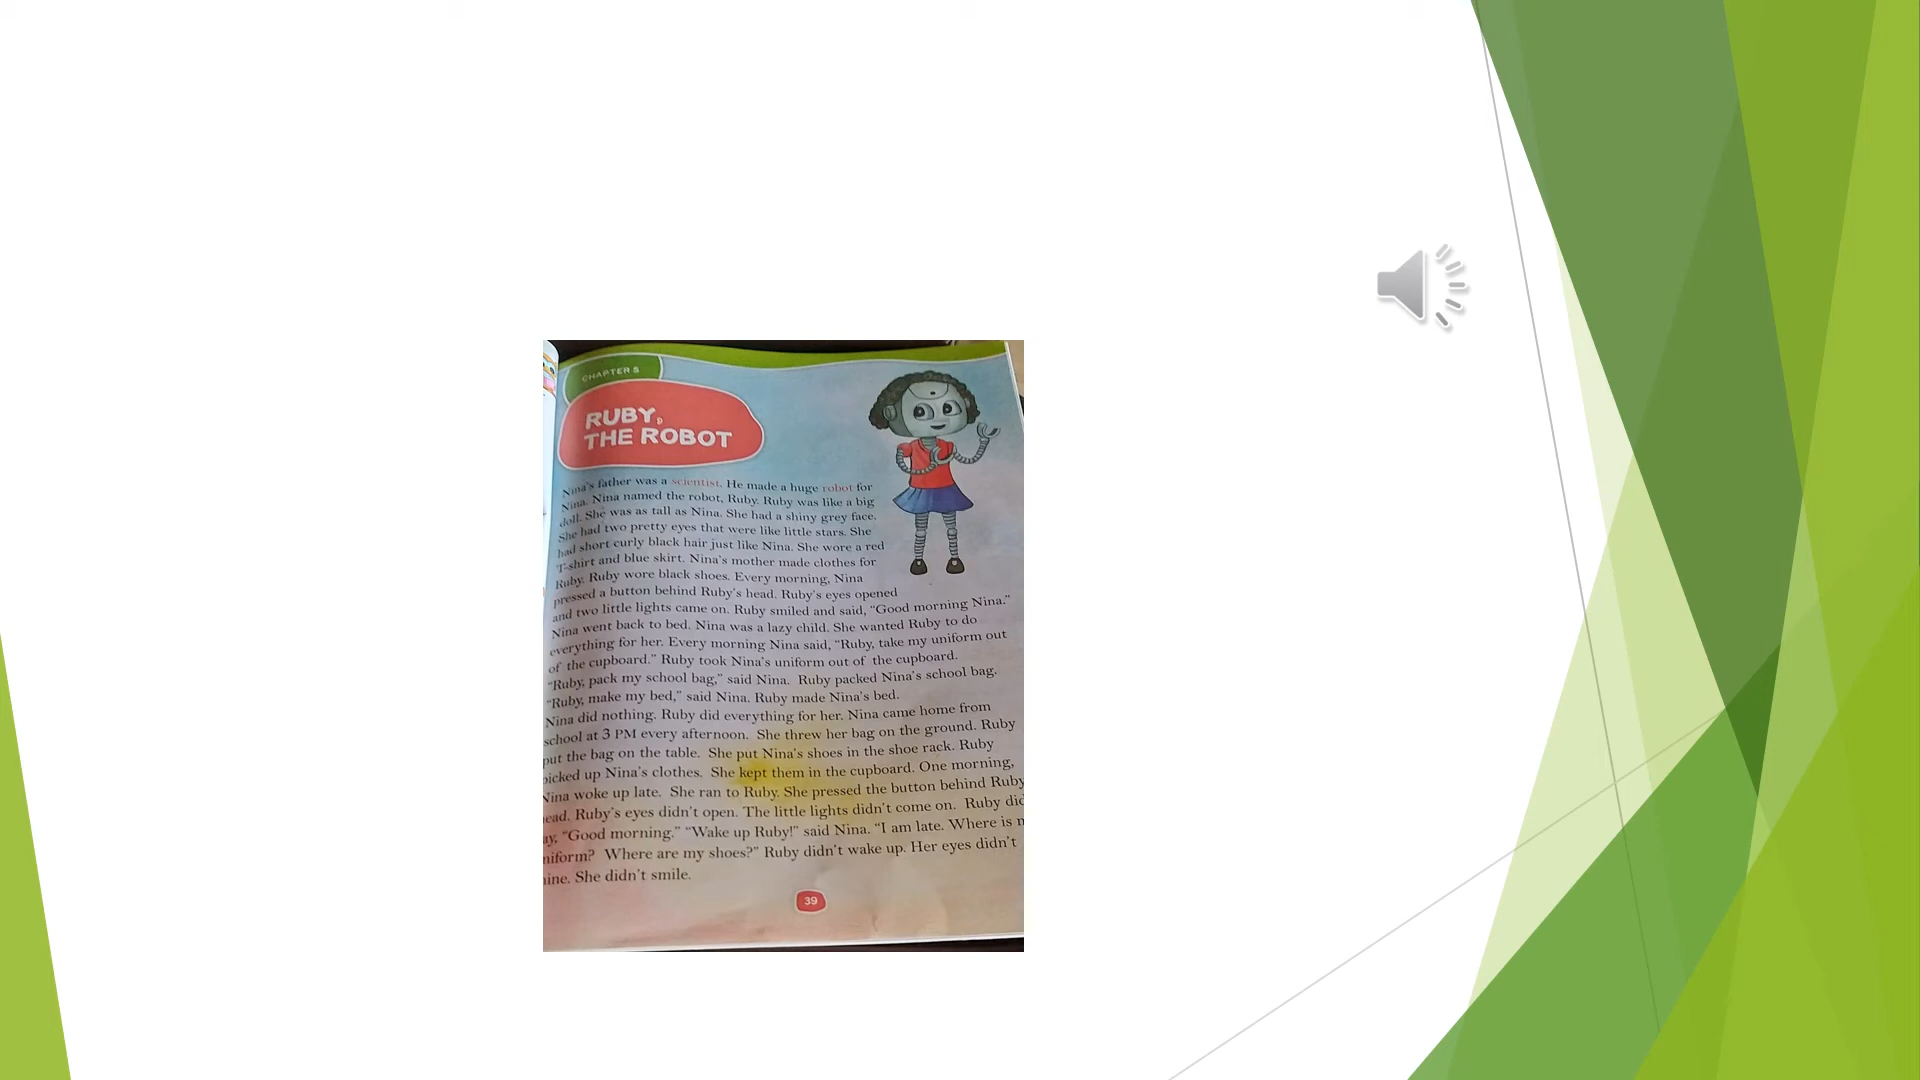 CHAPTER 5
RUBY,
THE ROBOT
Nina's father was a scientist. He made a huge robot for
Nina. Nina named the robot, Ruby. Ruby was like a big
doll. She was as tall as Nina. She had a shiny grey face.
She had two pretty eyes that were like little stars. She
had short curly black hair just like Nina. She wore a red
T-shirt and blue skirt. Nina's mother made clothes for
Ruby. Ruby wore black shoes. Every morning, Nina
pressed a button behind Ruby's head. Ruby's eyes opened
and two little lights came on. Ruby smiled and said, “Good morning Nina.”
Nina went back to bed. Nina was a lazy child. She wanted Ruby to do
everything for her. Every morning Nina said, “Ruby, take my uniform out
of the cupboard.” Ruby took Nina's uniform out of the cupboard.
“Ruby, pack my school bag,” said Nina. Ruby packed Nina's school bag.
“Ruby, make my bed,” said Nina. Ruby made Nina's bed.
Nina did nothing. Ruby did everything for her. Nina came home from
school at 3 PM every afternoon. She threw her bag on the ground. Ruby
put the bag on the table. She put Nina's shoes in the shoe rack. Ruby
picked up Nina's clothes. She kept them in the cupboard. One morning,
Nina woke up late. She ran to Ruby. She pressed the button behind Ruby
ead. Ruby's eyes didn't open. The little lights didn't come on. Ruby did
ay, “Good morning.” “Wake up Ruby!” said Nina. “I am late. Where is m
niform? Where are my shoes?” Ruby didn't wake up. Her eyes didn't
ine. She didn't smile.
39